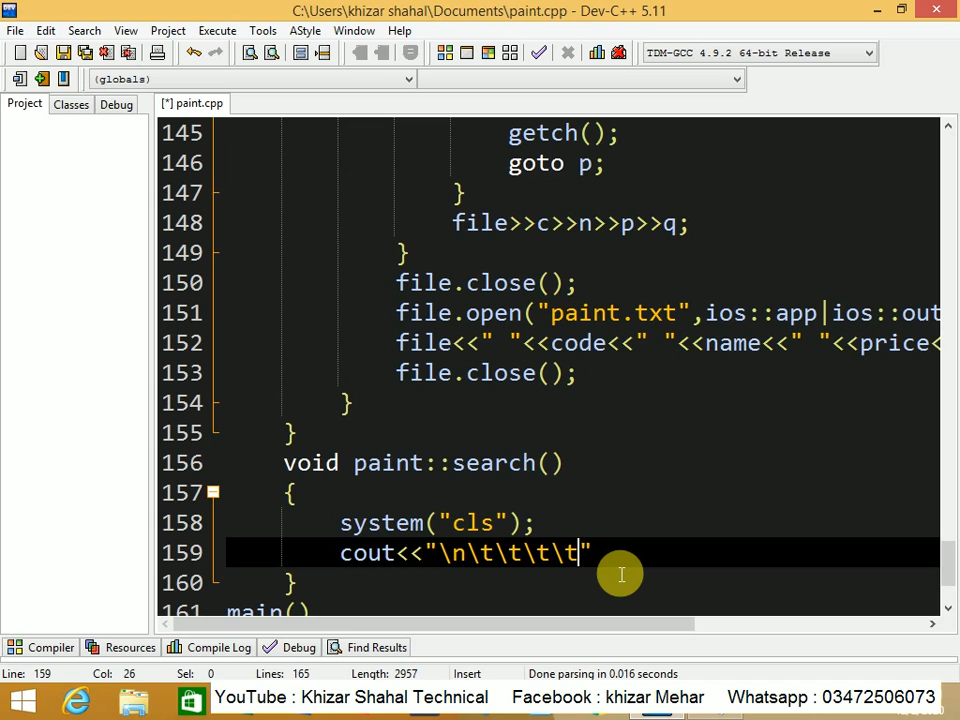 C:\Users\khizar shahal\Documents\paint.cpp - Dev-C++ 5.11
File Edit Search View Project Execute Tools AStyle Window Help
TDM-GCC 4.9.2 64-bit Release
(globals)
Project Classes Debug [*] paint.cpp
145 getch();
146 goto p;
147 }
148 file>>c>>n>>p>>q;
149 }
150 file.close();
151 file.open("paint.txt",ios::app|ios::out
152 file<<" "<<code<<" "<<name<<" "<<price<
153 file.close();
154 }
155 }
156 void paint::search()
157 {
158 system("cls");
159 cout<<"\n\t\t\t\t"
160 }
161 main()
Compiler Resources Compile Log Debug Find Results
Line: 159 Col: 26 Sel: 0 Lines: 165 Length: 2957 Insert Done parsing in 0.016 seconds
YouTube : Khizar Shahal Technical Facebook : khizar Mehar Whatsapp : 03472506073